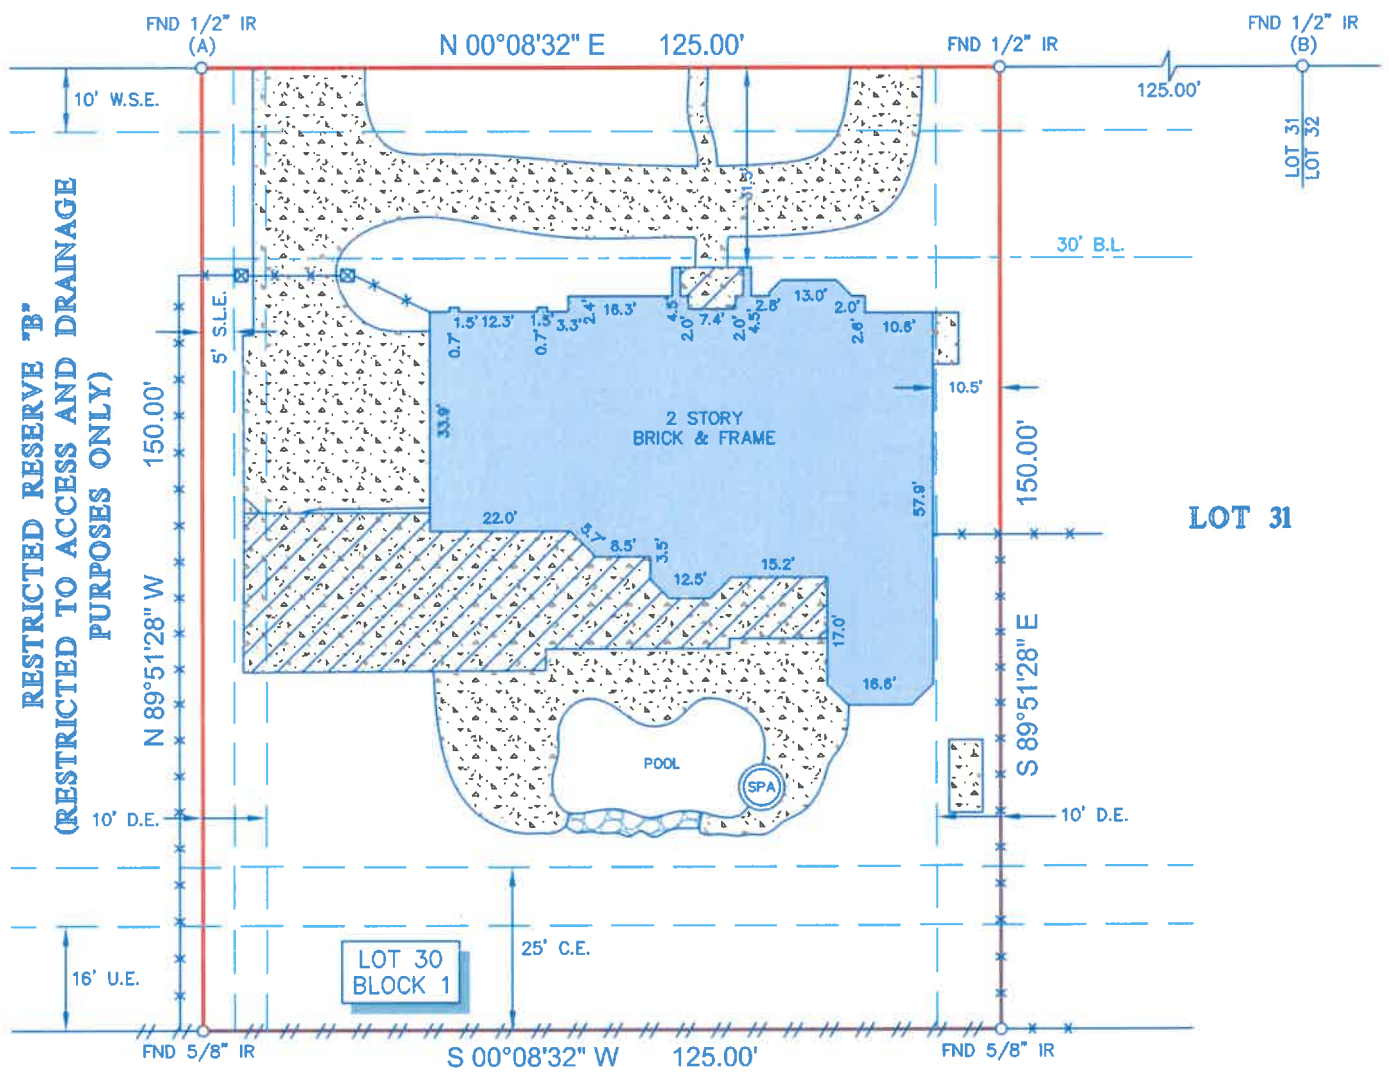 FND 1/2" IR
(A)
N 00°08'32" E 125.00'
FND 1/2" IR
FND 1/2" IR
(B)
125.00'
LOT 31
LOT 32
10' W.S.E.
31.5'
30' B.L.
5' S.L.E.
RESTRICTED RESERVE "B"
(RESTRICTED TO ACCESS AND DRAINAGE
PURPOSES ONLY)
150.00'
N 89°51'28" W
1.5'
12.3'
0.7'
0.7'
3.3'
2.4'
16.3'
4.5'
2.0'
7.4'
2.0'
4.5'
2.8'
13.0'
2.0'
2.6'
10.6'
10.5'
33.9'
2 STORY
BRICK & FRAME
57.9'
150.00'
S 89°51'28" E
LOT 31
22.0'
5.7'
8.5'
3.5'
12.5'
15.2'
17.0'
16.6'
POOL
SPA
10' D.E.
10' D.E.
25' C.E.
16' U.E.
LOT 30
BLOCK 1
FND 5/8" IR
S 00°08'32" W 125.00'
FND 5/8" IR